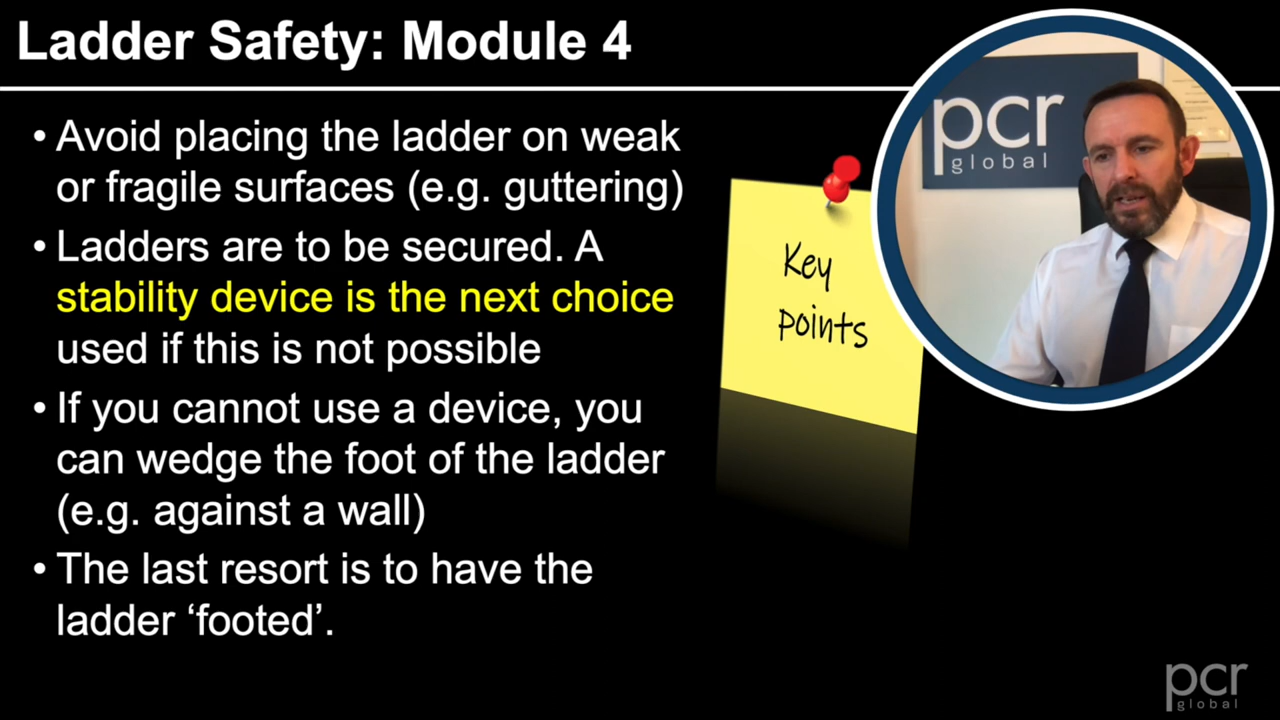 Ladder Safety: Module 4
• Avoid placing the ladder on weak
or fragile surfaces (e.g. guttering)
• Ladders are to be secured. A
stability device is the next choice
used if this is not possible
• If you cannot use a device, you
can wedge the foot of the ladder
(e.g. against a wall)
• The last resort is to have the
ladder ‘footed’.
Key
points
pcr
global
pcr
global